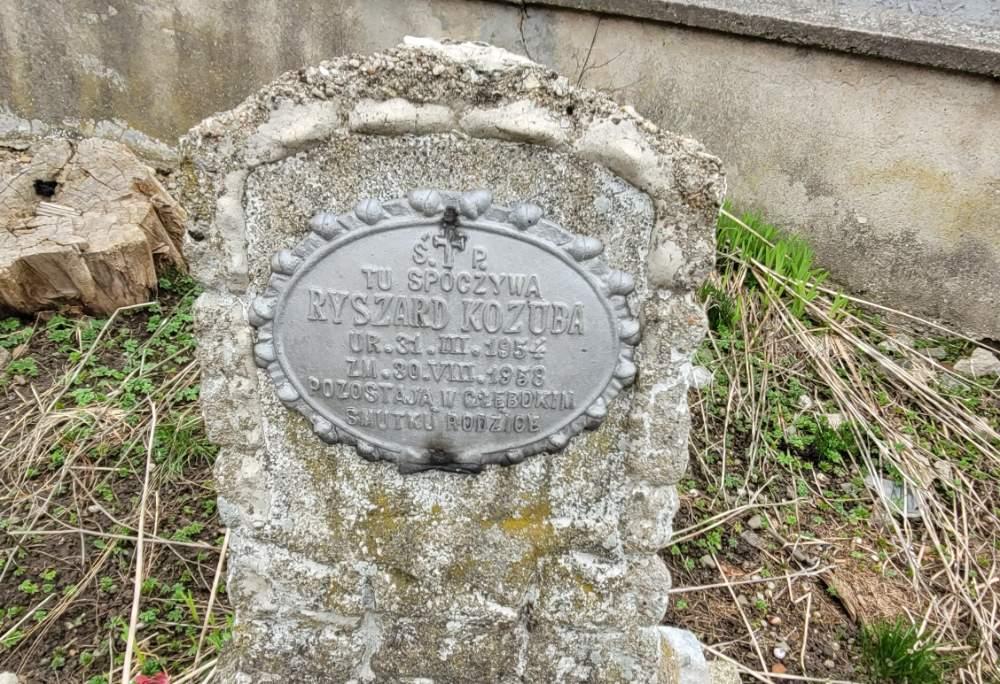 Ś. P.
TU SPOCZYWA
RYSZARD KOZUBA
UR. 31. III. 1954
ZM. 30. VIII. 1958
POZOSTAJĄ W GŁĘBOKIM
SMUTKU RODZICE